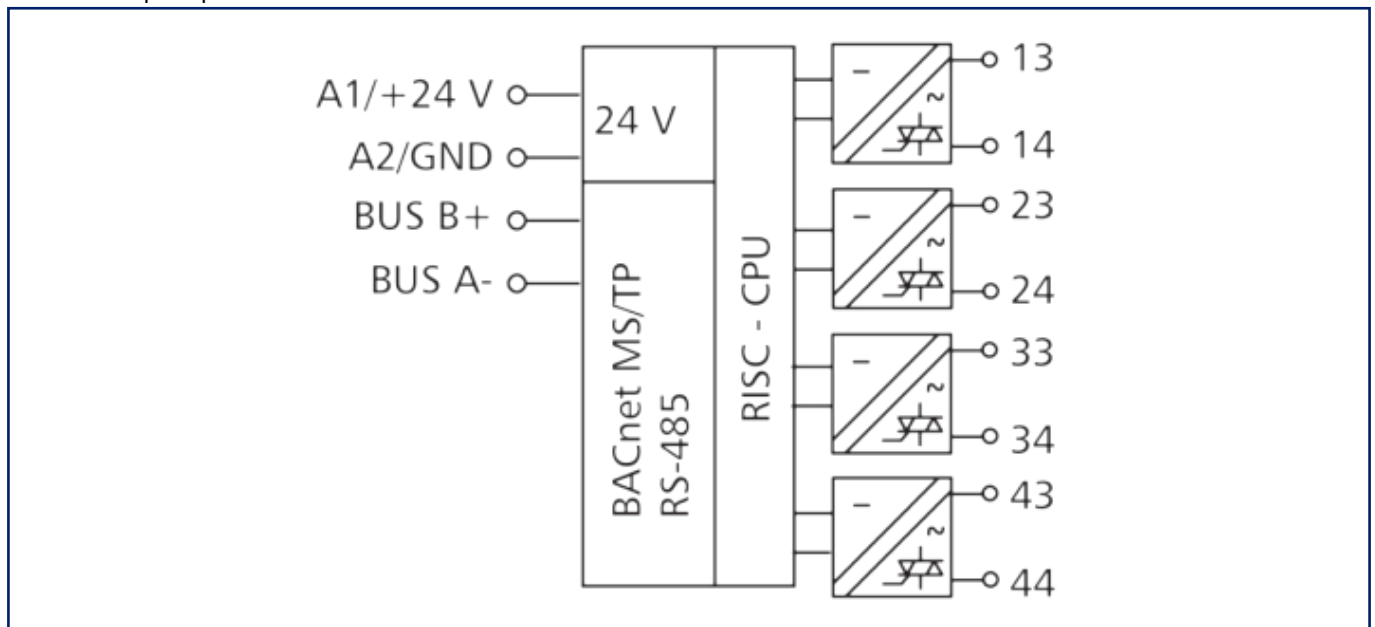 A1/+24 V
A2/GND
BUS B+
BUS A-
24 V
BACnet MS/TP
RS-485
RISC - CPU
–
~
13
14
–
~
23
24
–
~
33
34
–
~
43
44